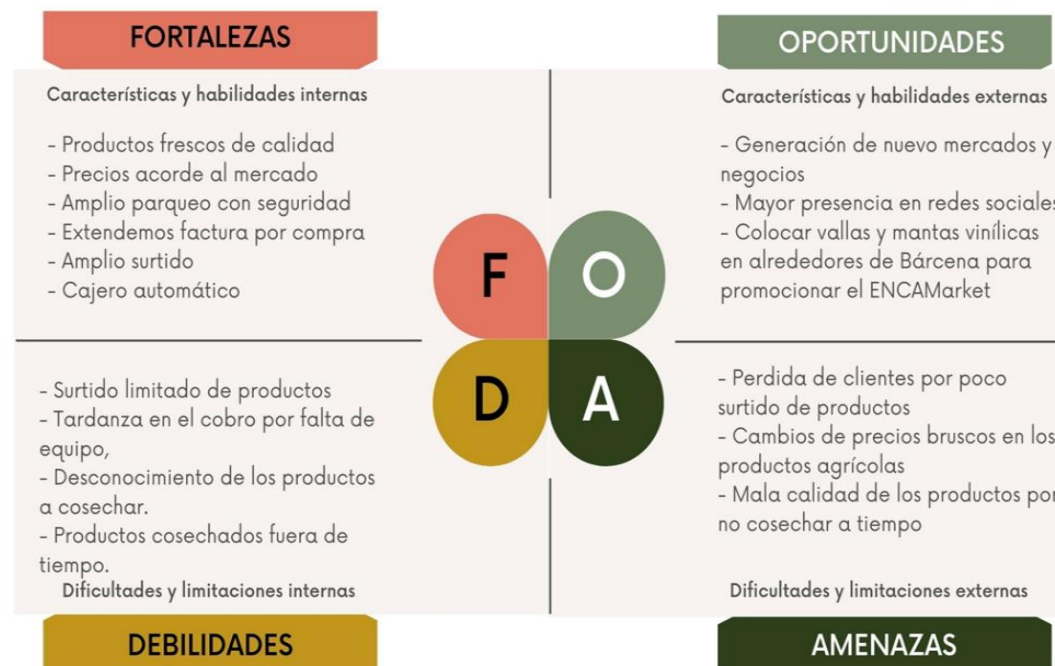 FORTALEZAS
Características y habilidades internas
- Productos frescos de calidad
- Precios acorde al mercado
- Amplio parqueo con seguridad
- Extendemos factura por compra
- Amplio surtido
- Cajero automático
OPORTUNIDADES
Características y habilidades externas
- Generación de nuevo mercados y
negocios
- Mayor presencia en redes sociales
- Colocar vallas y mantas vinílicas
en alrededores de Bárcena para
promocionar el ENCAMarket
F
O
D
A
- Surtido limitado de productos
- Tardanza en el cobro por falta de
equipo,
- Desconocimiento de los productos
a cosechar.
- Productos cosechados fuera de
tiempo.
Dificultades y limitaciones internas
DEBILIDADES
- Perdida de clientes por poco
surtido de productos
- Cambios de precios bruscos en los
productos agrícolas
- Mala calidad de los productos por
no cosechar a tiempo
Dificultades y limitaciones externas
AMENAZAS